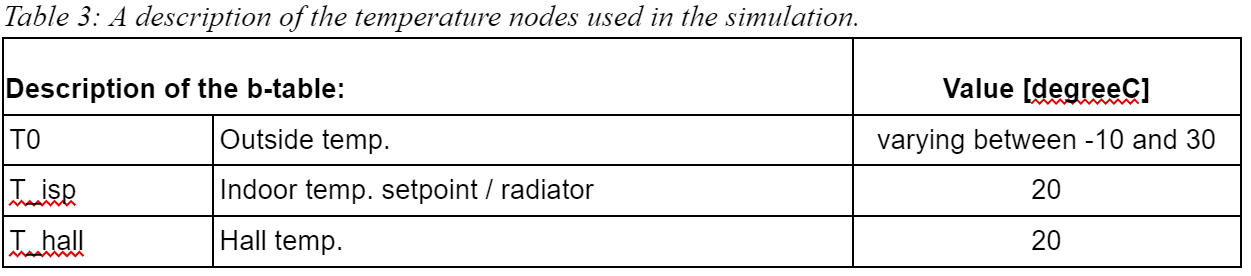 Table 3: A description of the temperature nodes used in the simulation.
Description of the b-table: Value [degreeC]
T0 Outside temp. varying between -10 and 30
T_isp Indoor temp. setpoint / radiator 20
T_hall Hall temp. 20